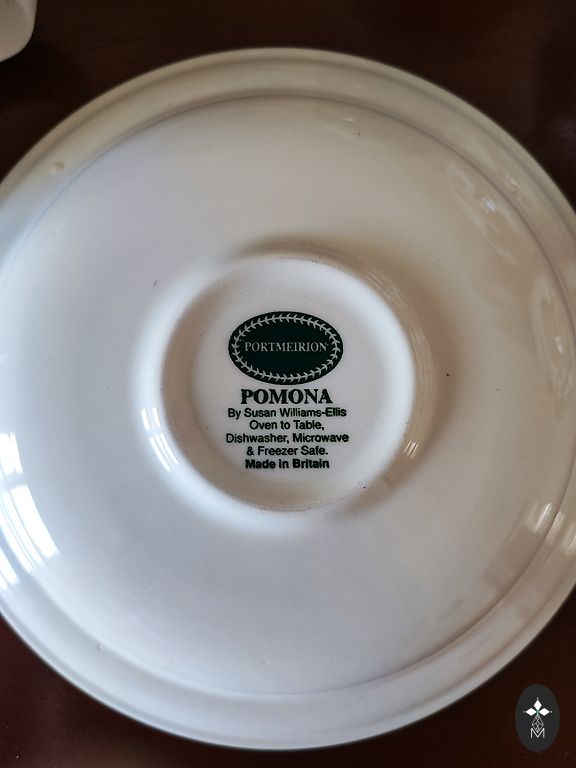 PORTMEIRION
POMONA
By Susan Williams-Ellis
Oven to Table,
Dishwasher, Microwave
& Freezer Safe.
Made in Britain
M